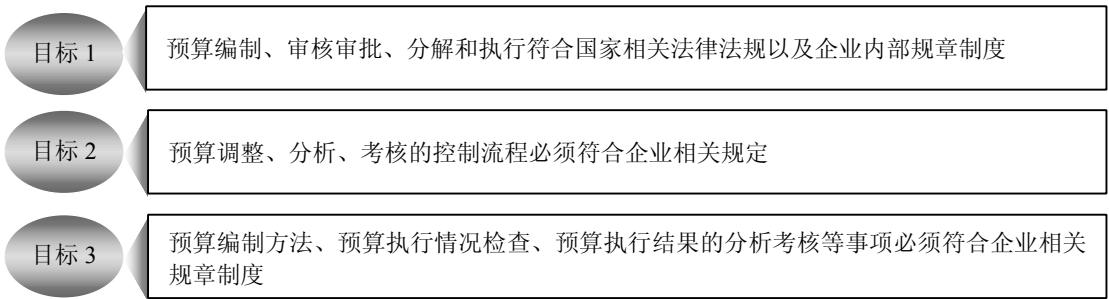 目标 1
预算编制、审核审批、分解和执行符合国家相关法律法规以及企业内部规章制度
目标 2
预算调整、分析、考核的控制流程必须符合企业相关规定
目标 3
预算编制方法、预算执行情况检查、预算执行结果的分析考核等事项必须符合企业相关
规章制度